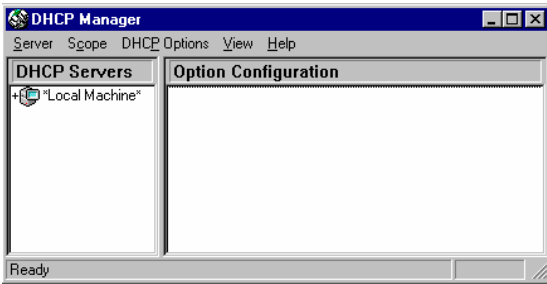 DHCP Manager
Server Scope DHCP Options View Help
DHCP Servers Option Configuration
+ *Local Machine*
Ready